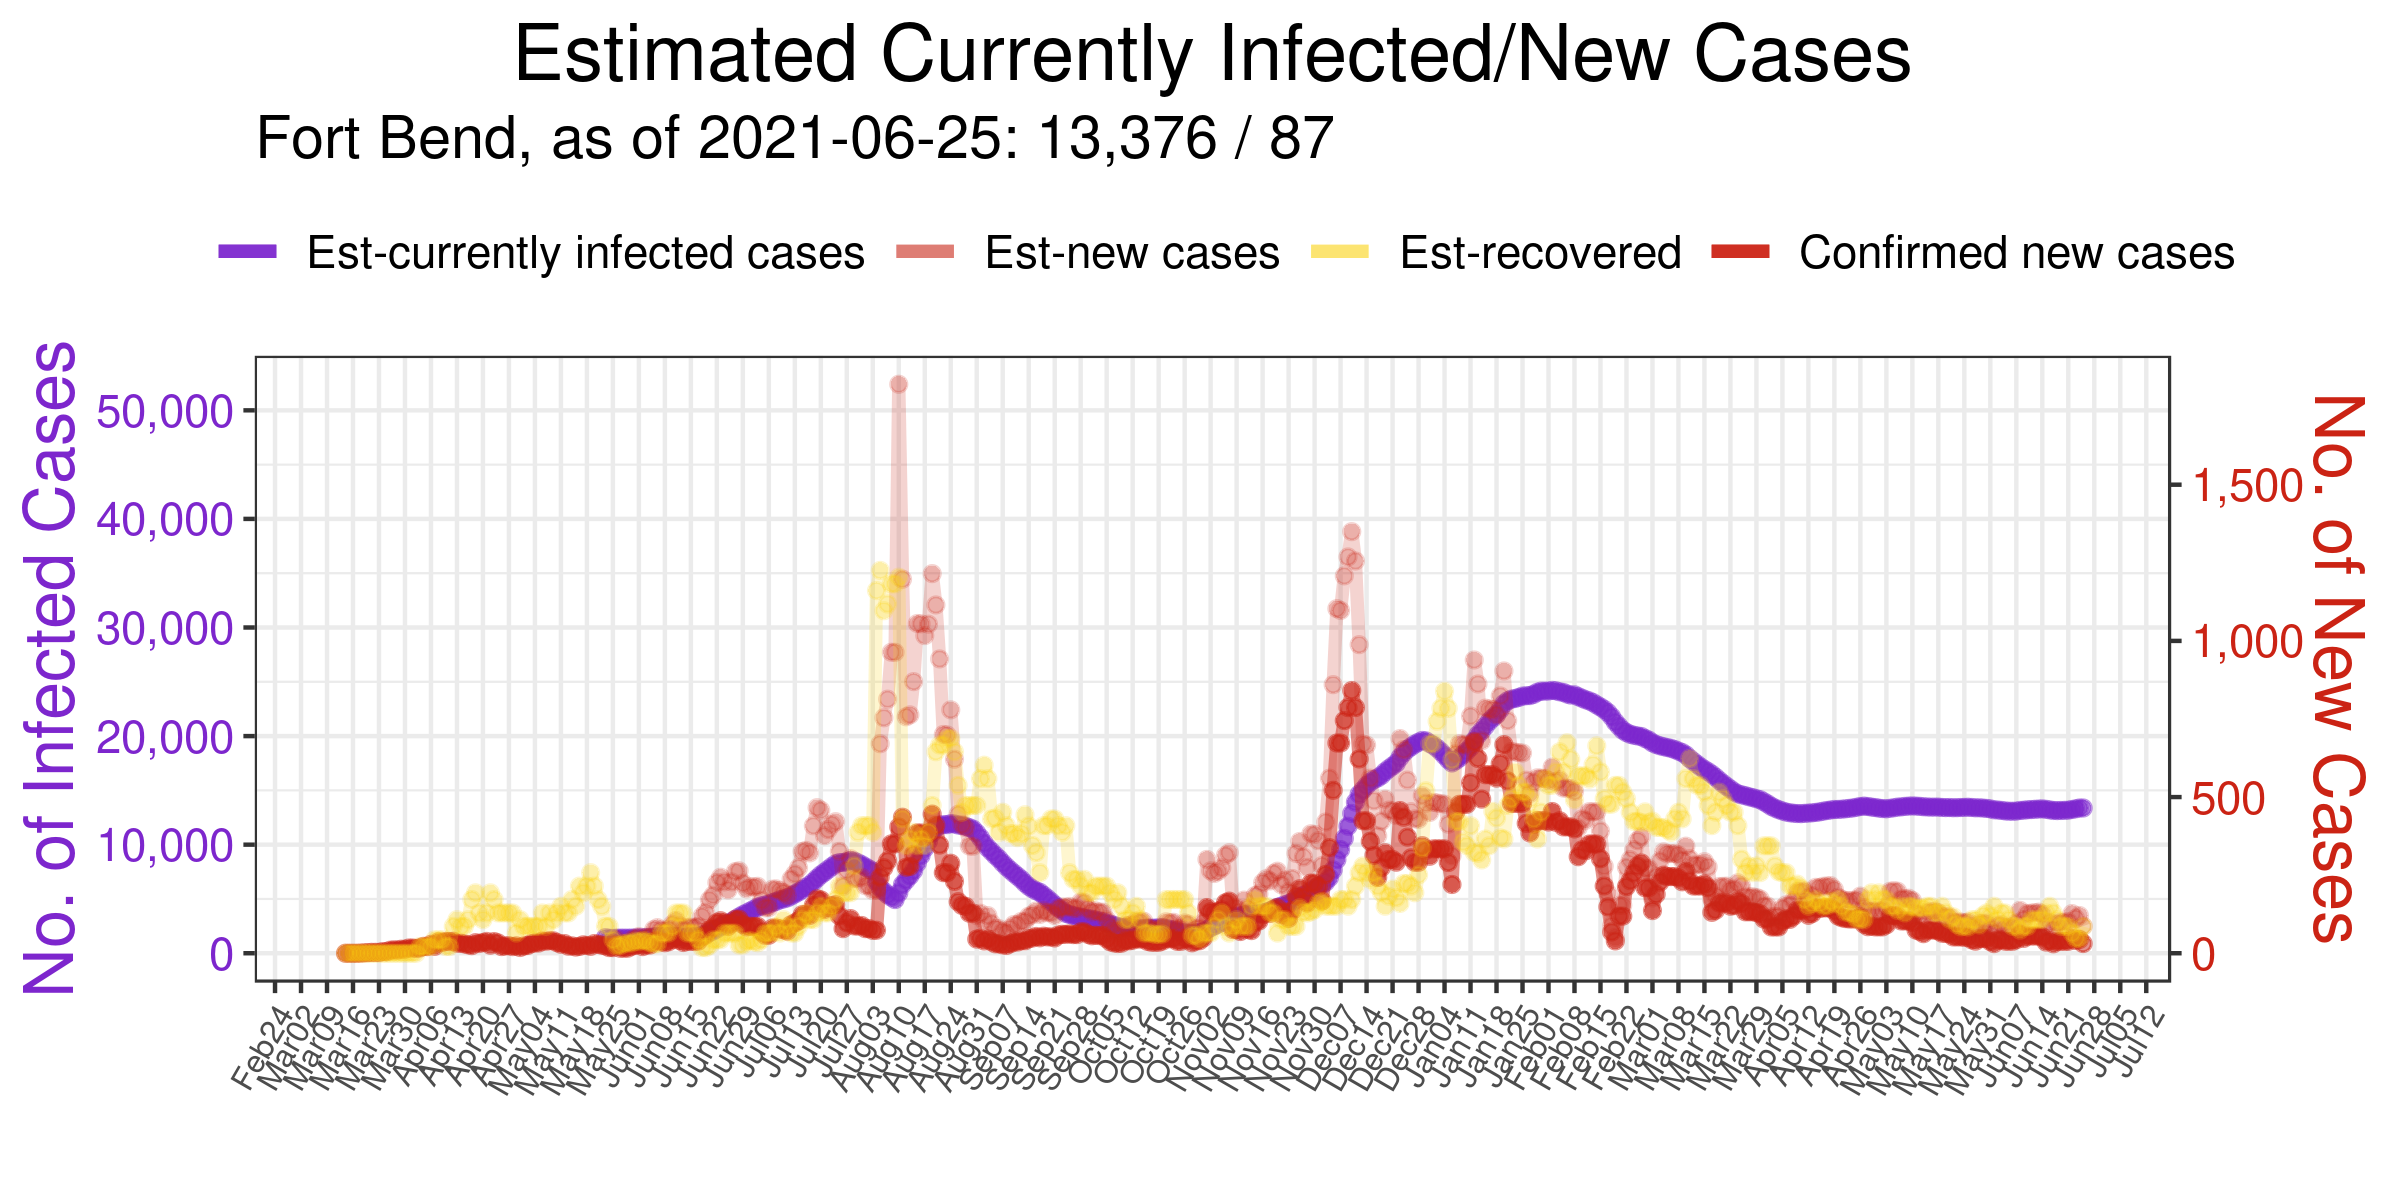 Estimated Currently Infected/New Cases
Fort Bend, as of 2021-06-25: 13,376 / 87
Est-currently infected cases Est-new cases Est-recovered Confirmed new cases
No. of Infected Cases
50,000
40,000
30,000
20,000
10,000
0
1,500
1,000
500
0
No. of New Cases
Feb24 Mar02 Mar09 Mar16 Mar23 Mar30 Apr06 Apr13 Apr20 Apr27 May04 May11 May18 May25 Jun01 Jun08 Jun15 Jun22 Jun29 Jul06 Jul13 Jul20 Jul27 Aug03 Aug10 Aug17 Aug24 Aug31 Sep07 Sep14 Sep21 Sep28 Oct05 Oct12 Oct19 Oct26 Nov02 Nov09 Nov16 Nov23 Nov30 Dec07 Dec14 Dec21 Dec28 Jan04 Jan11 Jan18 Jan25 Feb01 Feb08 Feb15 Feb22 Mar01 Mar08 Mar15 Mar22 Mar29 Apr05 Apr12 Apr19 Apr26 May03 May10 May17 May24 May31 Jun07 Jun14 Jun21 Jun28 Jul05 Jul12